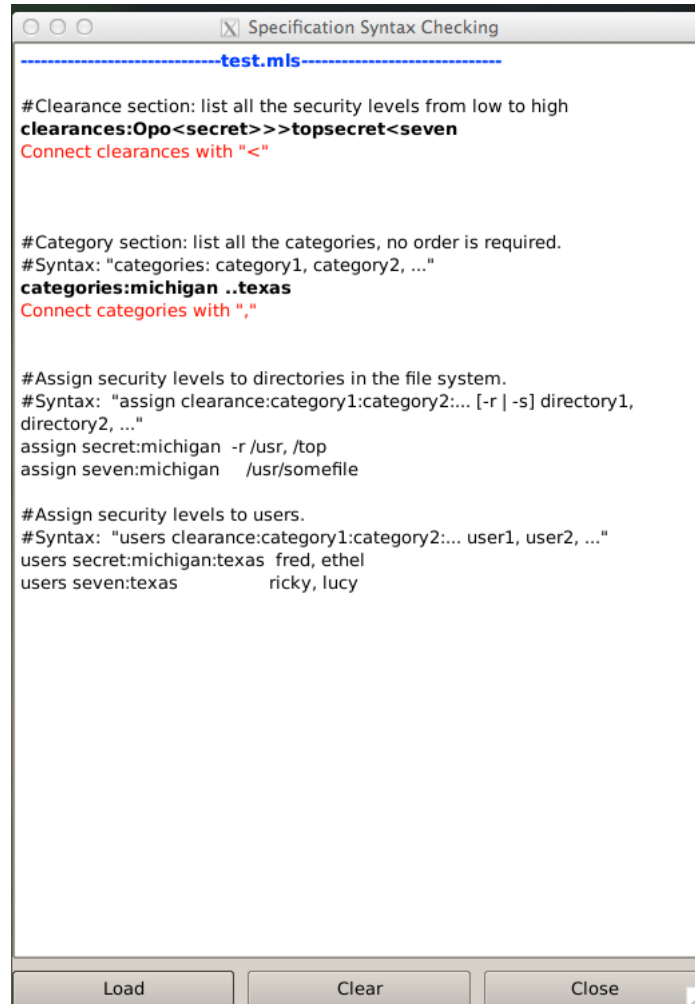 X Specification Syntax Checking
------------------------------test.mls------------------------------
#Clearance section: list all the security levels from low to high
clearances:Opo<secret>>>topsecret<seven
Connect clearances with "<"
#Category section: list all the categories, no order is required.
#Syntax: "categories: category1, category2, ..."
categories:michigan ..texas
Connect categories with ","
#Assign security levels to directories in the file system.
#Syntax:  "assign clearance:category1:category2:... [-r | -s] directory1,
directory2, ..."
assign secret:michigan  -r /usr, /top
assign seven:michigan     /usr/somefile
#Assign security levels to users.
#Syntax:  "users clearance:category1:category2:... user1, user2, ..."
users secret:michigan:texas  fred, ethel
users seven:texas                 ricky, lucy
Load Clear Close